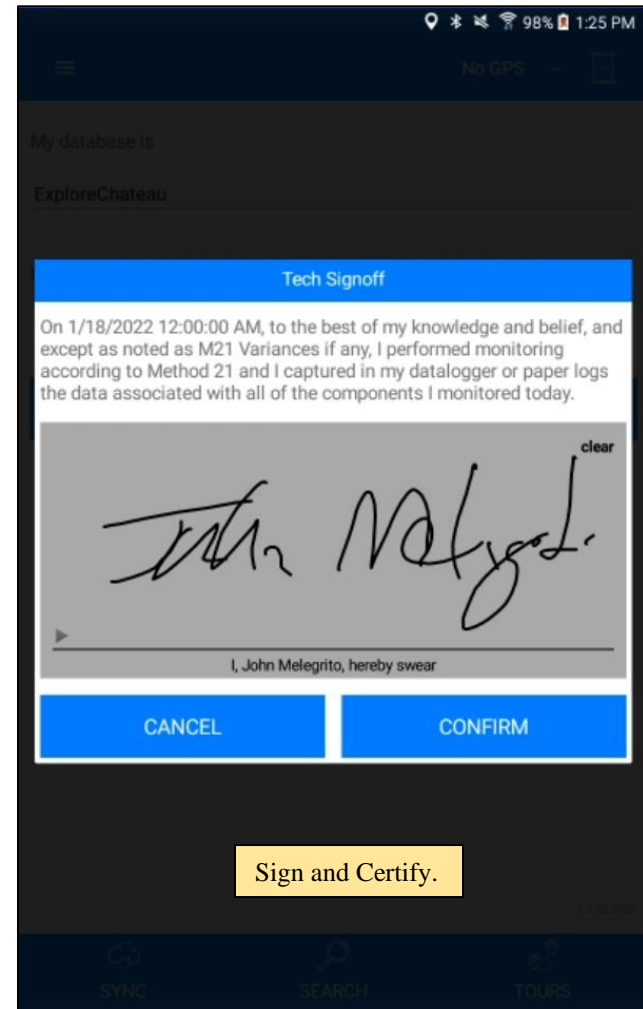 98% 1:25 PM
No GPS –
My database is
ExploreChateau
Tech Signoff
On 1/18/2022 12:00:00 AM, to the best of my knowledge and belief, and
except as noted as M21 Variances if any, I performed monitoring
according to Method 21 and I captured in my datalogger or paper logs
the data associated with all of the components I monitored today.
clear
John Melegrito
I, John Melegrito, hereby swear
CANCEL CONFIRM
Sign and Certify.
SYNC SEARCH TOURS